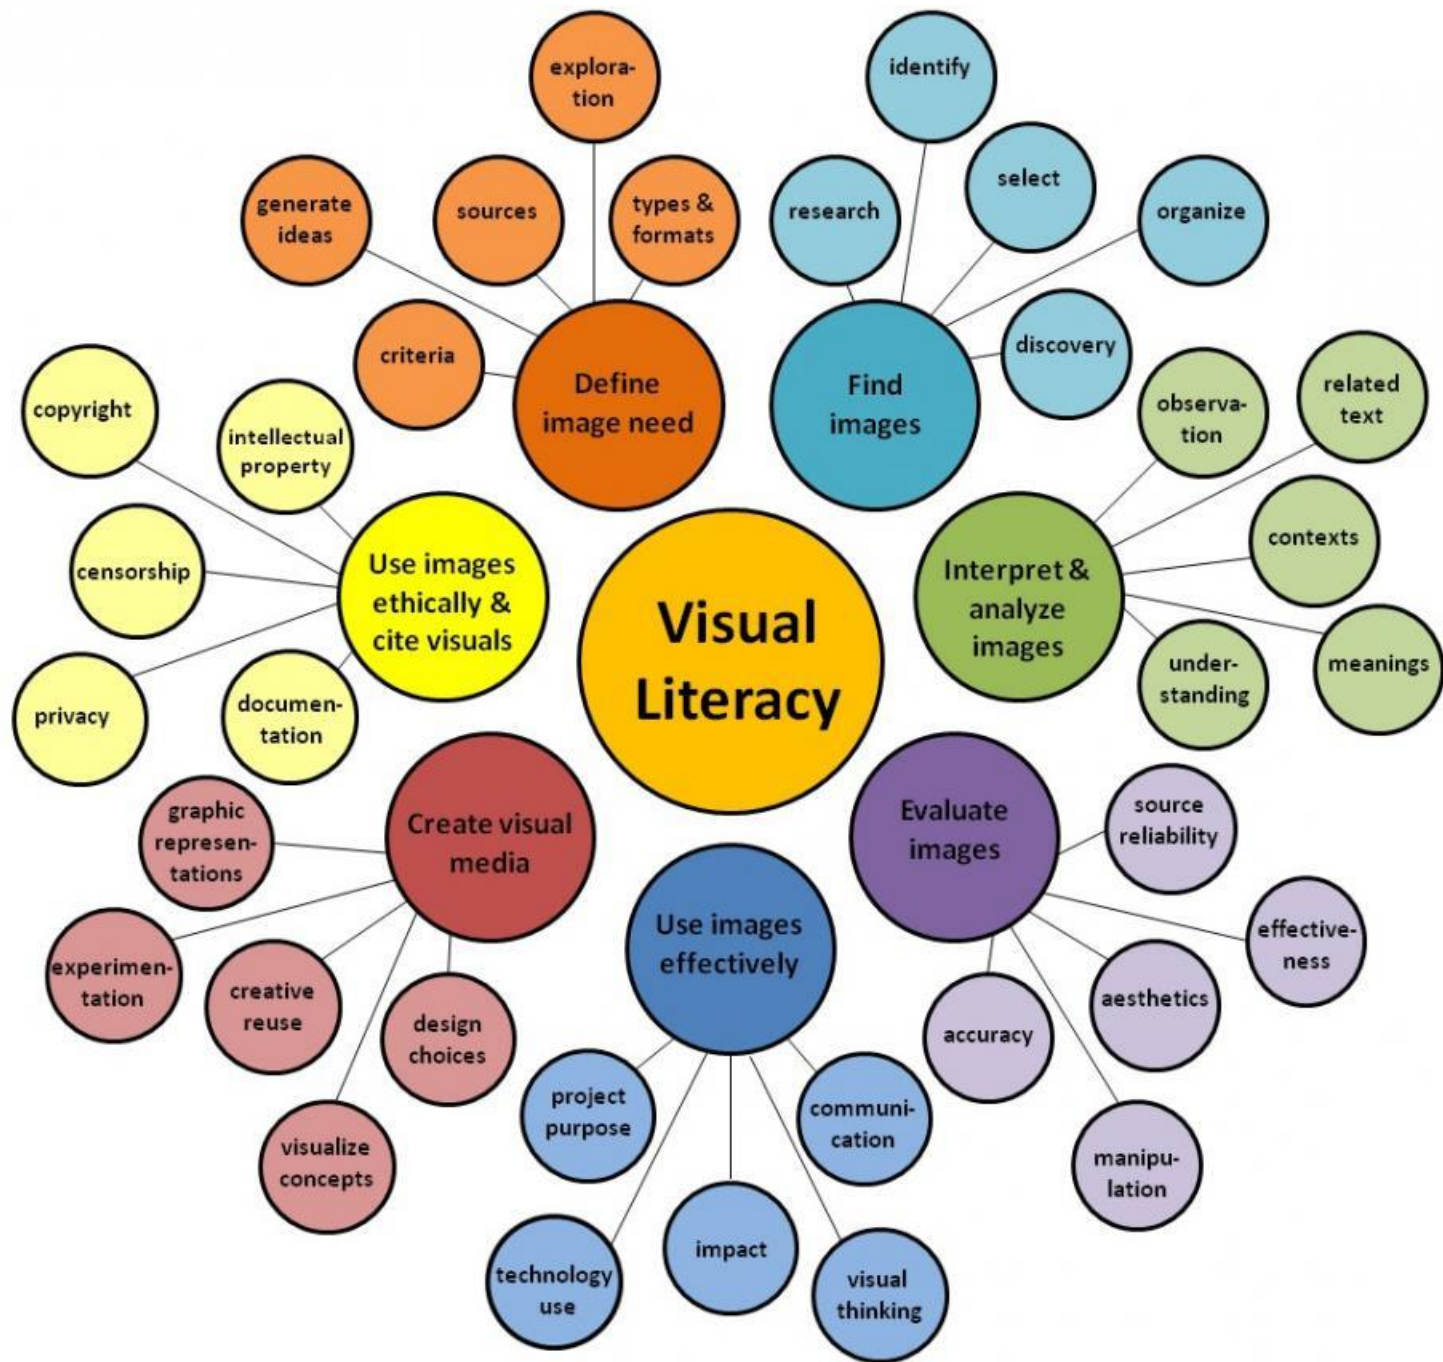 explora-
tion
identify
generate
ideas
sources
types &
formats
research
select
organize
criteria
Define
image need
Find
images
discovery
copyright
intellectual
property
observa-
tion
related
text
censorship
Use images
ethically &
cite visuals
Visual
Literacy
Interpret &
analyze
images
contexts
privacy
documen-
tation
under-
standing
meanings
graphic
represen-
tations
Create visual
media
Evaluate
images
source
reliability
experimen-
tation
creative
reuse
design
choices
Use images
effectively
accuracy
aesthetics
effective-
ness
visualize
concepts
project
purpose
communi-
cation
manipu-
lation
technology
use
impact
visual
thinking